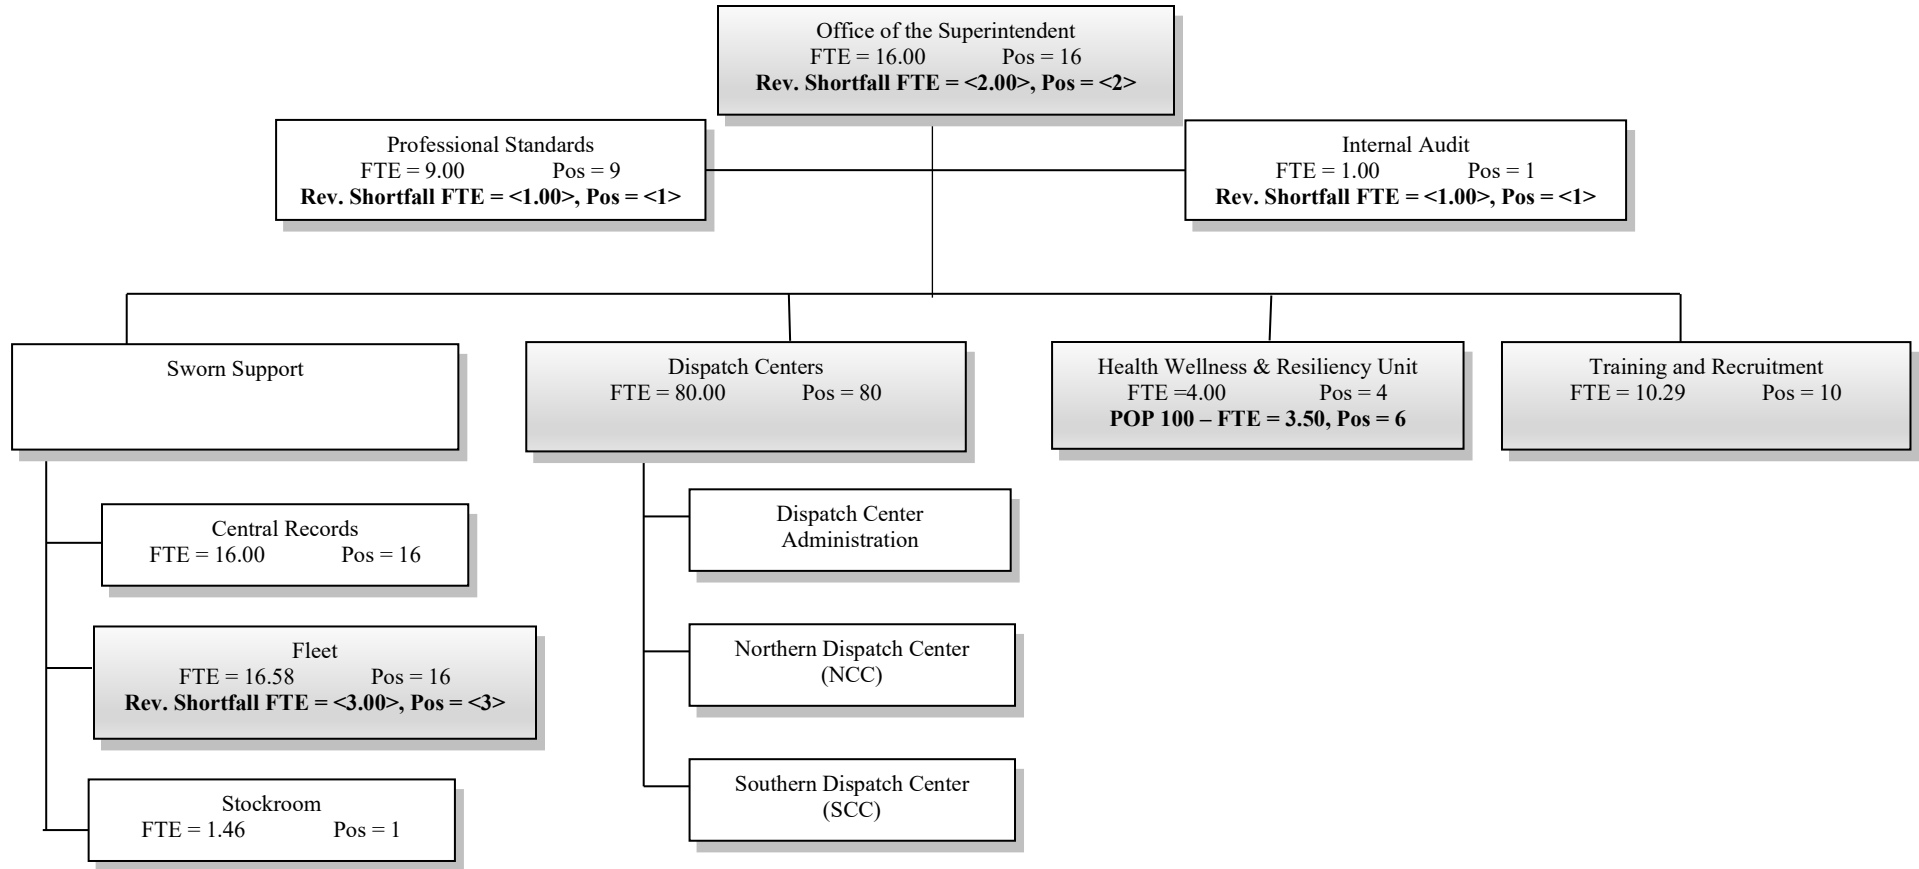 Office of the Superintendent
FTE = 16.00 Pos = 16
Rev. Shortfall FTE = <2.00>, Pos = <2>
Professional Standards
FTE = 9.00 Pos = 9
Rev. Shortfall FTE = <1.00>, Pos = <1>
Internal Audit
FTE = 1.00 Pos = 1
Rev. Shortfall FTE = <1.00>, Pos = <1>
Sworn Support
Dispatch Centers
FTE = 80.00 Pos = 80
Health Wellness & Resiliency Unit
FTE =4.00 Pos = 4
POP 100 – FTE = 3.50, Pos = 6
Training and Recruitment
FTE = 10.29 Pos = 10
Central Records
FTE = 16.00 Pos = 16
Fleet
FTE = 16.58 Pos = 16
Rev. Shortfall FTE = <3.00>, Pos = <3>
Stockroom
FTE = 1.46 Pos = 1
Dispatch Center
Administration
Northern Dispatch Center
(NCC)
Southern Dispatch Center
(SCC)